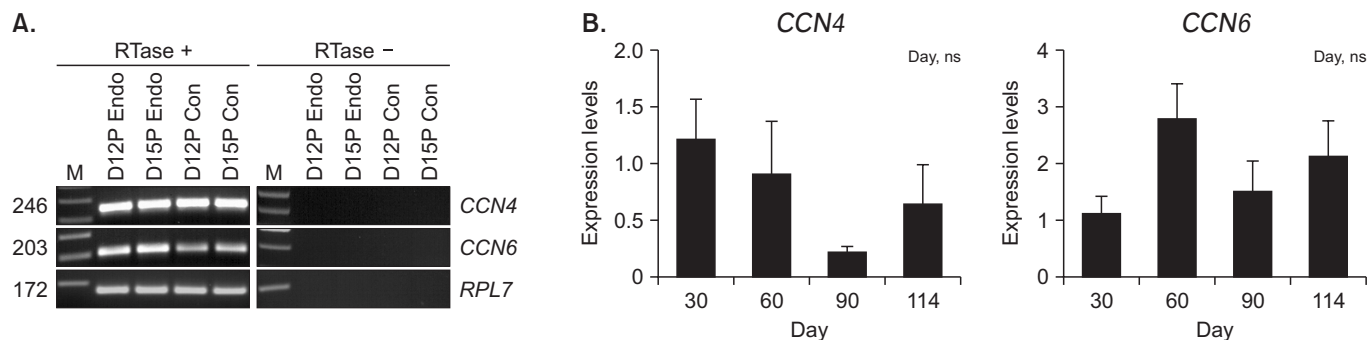 A.
RTase + RTase −
M D12P Endo D15P Endo D12P Con D15P Con M D12P Endo D15P Endo D12P Con D15P Con
246 CCN4
203 CCN6
172 RPL7
B.
CCN4
Day, ns
Expression levels
2.0
1.5
1.0
0.5
0
30 60 90 114
Day
CCN6
Day, ns
Expression levels
4
3
2
1
0
30 60 90 114
Day